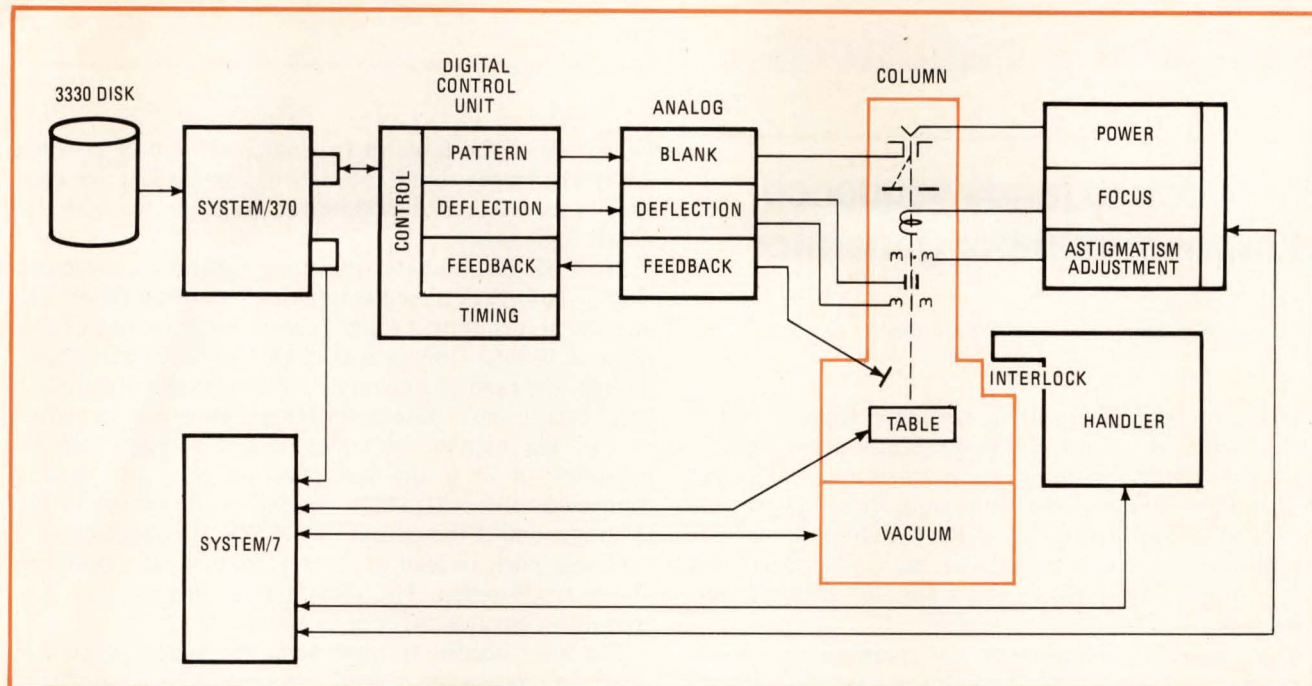 3330 DISK
SYSTEM/370
DIGITAL
CONTROL
UNIT
CONTROL
PATTERN
DEFLECTION
FEEDBACK
TIMING
ANALOG
BLANK
DEFLECTION
FEEDBACK
COLUMN
POWER
FOCUS
ASTIGMATISM
ADJUSTMENT
INTERLOCK
HANDLER
TABLE
VACUUM
SYSTEM/7